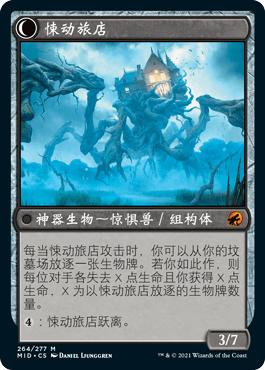 悚动旅店
神器生物～惊惧兽／组构体
每当悚动旅店攻击时，你可以从你的坟
墓场放逐一张生物牌。若你如此作，则
每位对手各失去X点生命且你获得X点
生命，X为以悚动旅店放逐的生物牌数
量。
4：悚动旅店跃离。
3/7
264/277 M
MID • CS DANIEL LJUNGGREN
™ & © 2021 Wizards of the Coast